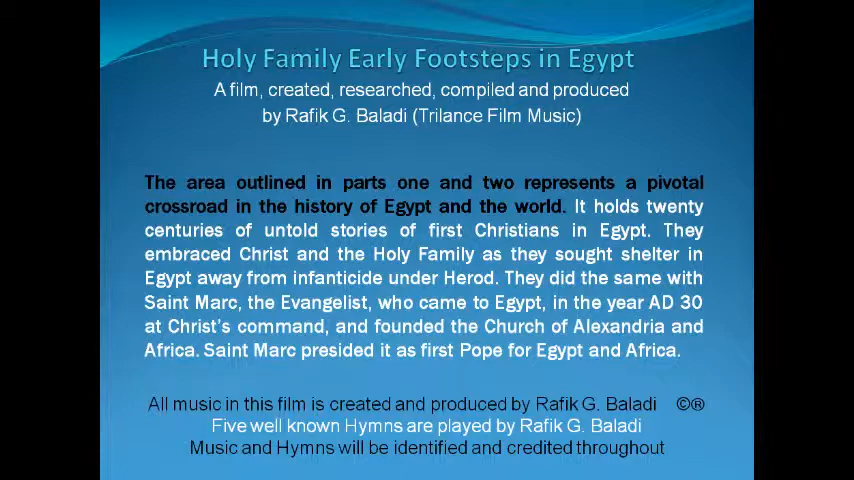 Holy Family Early Footsteps in Egypt
A film, created, researched, compiled and produced
by Rafik G. Baladi (Trilance Film Music)
The area outlined in parts one and two represents a pivotal
crossroad in the history of Egypt and the world. It holds twenty
centuries of untold stories of first Christians in Egypt. They
embraced Christ and the Holy Family as they sought shelter in
Egypt away from infanticide under Herod. They did the same with
Saint Marc, the Evangelist, who came to Egypt, in the year AD 30
at Christ's command, and founded the Church of Alexandria and
Africa. Saint Marc presided it as first Pope for Egypt and Africa.
All music in this film is created and produced by Rafik G. Baladi ©®
Five well known Hymns are played by Rafik G. Baladi
Music and Hymns will be identified and credited throughout